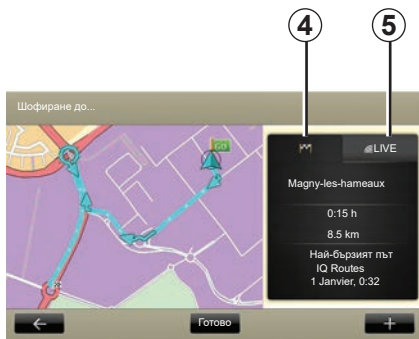 4 5
Шофиране до...
GO
LIVE
Magny-les-hameaux
0:15 h
8.5 km
Най-бързият път
IQ Routes
1 Janvier, 0:32
Готово